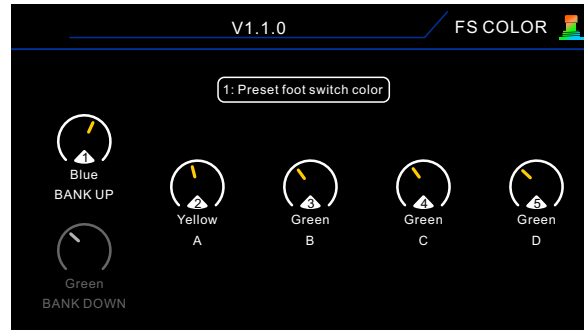 V1.1.0
FS COLOR
1: Preset foot switch color
1
Blue
BANK UP
2
Yellow
A
3
Green
B
4
Green
C
5
Green
D
Green
BANK DOWN